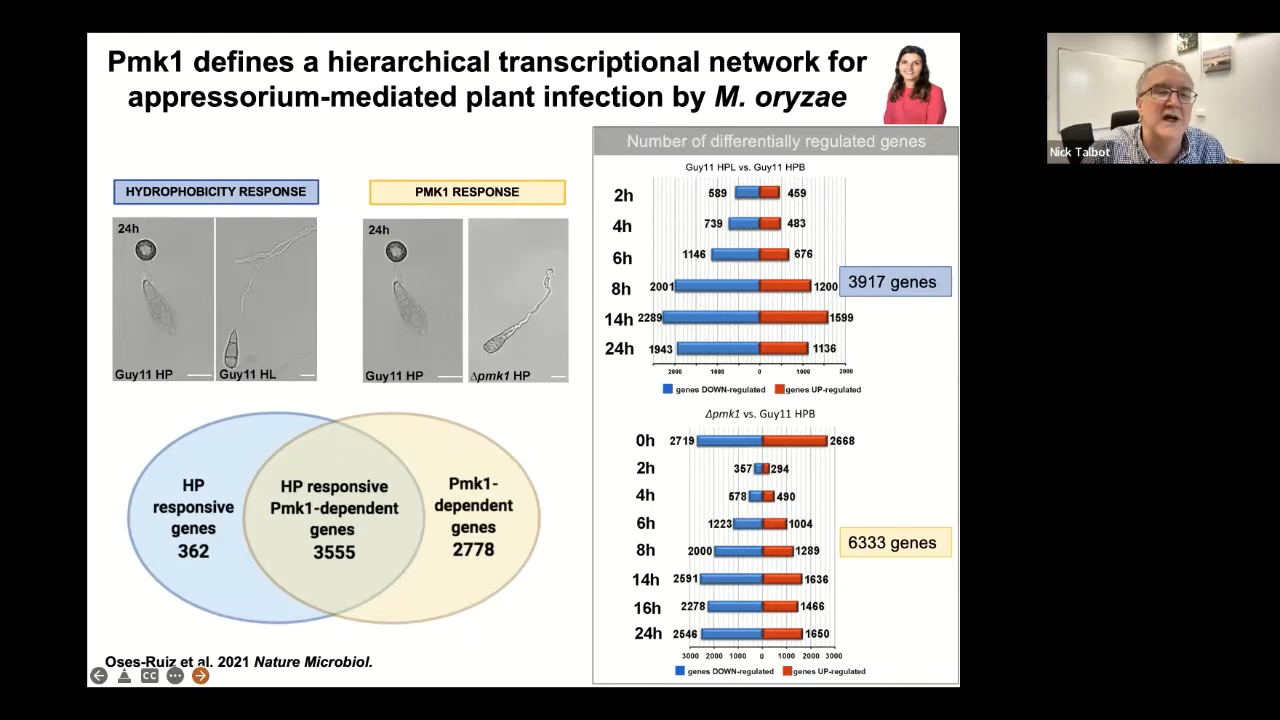 Pmk1 defines a hierarchical transcriptional network for
appressorium-mediated plant infection by M. oryzae
Nick Talbot
HYDROPHOBICITY RESPONSE
PMK1 RESPONSE
24h
Guy11 HP
Guy11 HL
24h
Guy11 HP
Δpmk1 HP
HP
responsive
genes
362
HP responsive
Pmk1-dependent
genes
3555
Pmk1-
dependent
genes
2778
Number of differentially regulated genes
Guy11 HPL vs. Guy11 HPB
2h 589 459
4h 739 483
6h 1146 676
8h 2001 1200
14h 2289 1599
24h 1943 1136
2000 1000 0 1000 2000
genes DOWN-regulated genes UP-regulated
3917 genes
Δpmk1 vs. Guy11 HPB
0h 2719 2668
2h 357 294
4h 578 490
6h 1223 1004
8h 2000 1289
14h 2591 1636
16h 2278 1466
24h 2546 1650
3000 2000 1000 0 1000 2000 3000
genes DOWN-regulated genes UP-regulated
6333 genes
Oses-Ruiz et al. 2021 Nature Microbiol.
CC